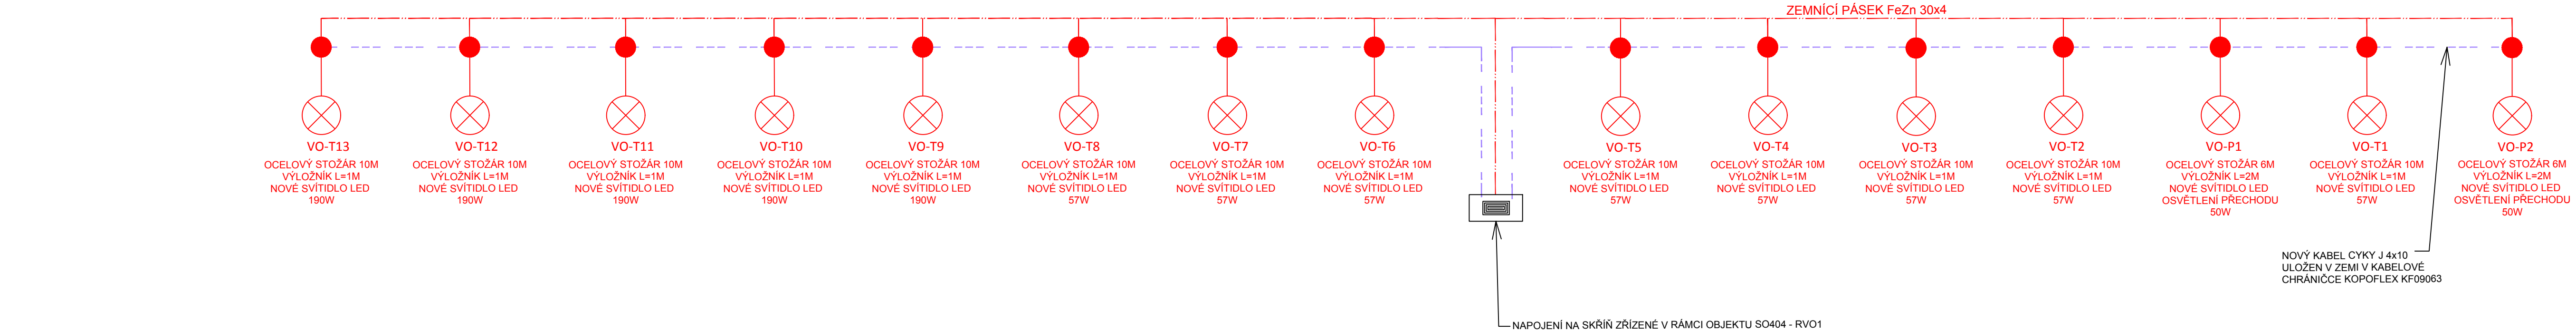 ZEMNÍCÍ PÁSEK FeZn 30x4
VO-T13
OCELOVÝ STOŽÁR 10M
VÝLOŽNÍK L=1M
NOVÉ SVÍTIDLO LED
190W
VO-T12
OCELOVÝ STOŽÁR 10M
VÝLOŽNÍK L=1M
NOVÉ SVÍTIDLO LED
190W
VO-T11
OCELOVÝ STOŽÁR 10M
VÝLOŽNÍK L=1M
NOVÉ SVÍTIDLO LED
190W
VO-T10
OCELOVÝ STOŽÁR 10M
VÝLOŽNÍK L=1M
NOVÉ SVÍTIDLO LED
190W
VO-T9
OCELOVÝ STOŽÁR 10M
VÝLOŽNÍK L=1M
NOVÉ SVÍTIDLO LED
190W
VO-T8
OCELOVÝ STOŽÁR 10M
VÝLOŽNÍK L=1M
NOVÉ SVÍTIDLO LED
57W
VO-T7
OCELOVÝ STOŽÁR 10M
VÝLOŽNÍK L=1M
NOVÉ SVÍTIDLO LED
57W
VO-T6
OCELOVÝ STOŽÁR 10M
VÝLOŽNÍK L=1M
NOVÉ SVÍTIDLO LED
57W
VO-T5
OCELOVÝ STOŽÁR 10M
VÝLOŽNÍK L=1M
NOVÉ SVÍTIDLO LED
57W
VO-T4
OCELOVÝ STOŽÁR 10M
VÝLOŽNÍK L=1M
NOVÉ SVÍTIDLO LED
57W
VO-T3
OCELOVÝ STOŽÁR 10M
VÝLOŽNÍK L=1M
NOVÉ SVÍTIDLO LED
57W
VO-T2
OCELOVÝ STOŽÁR 10M
VÝLOŽNÍK L=1M
NOVÉ SVÍTIDLO LED
57W
VO-P1
OCELOVÝ STOŽÁR 6M
VÝLOŽNÍK L=2M
NOVÉ SVÍTIDLO LED
OSVĚTLENÍ PŘECHODU
50W
VO-T1
OCELOVÝ STOŽÁR 10M
VÝLOŽNÍK L=1M
NOVÉ SVÍTIDLO LED
57W
VO-P2
OCELOVÝ STOŽÁR 6M
VÝLOŽNÍK L=2M
NOVÉ SVÍTIDLO LED
OSVĚTLENÍ PŘECHODU
50W
NOVÝ KABEL CYKY J 4x10
ULOŽEN V ZEMI V KABELOVÉ
CHRÁNIČCE KOPOFLEX KF09063
NAPOJENÍ NA SKŘÍŇ ZŘÍZENÉ V RÁMCI OBJEKTU SO404 - RVO1